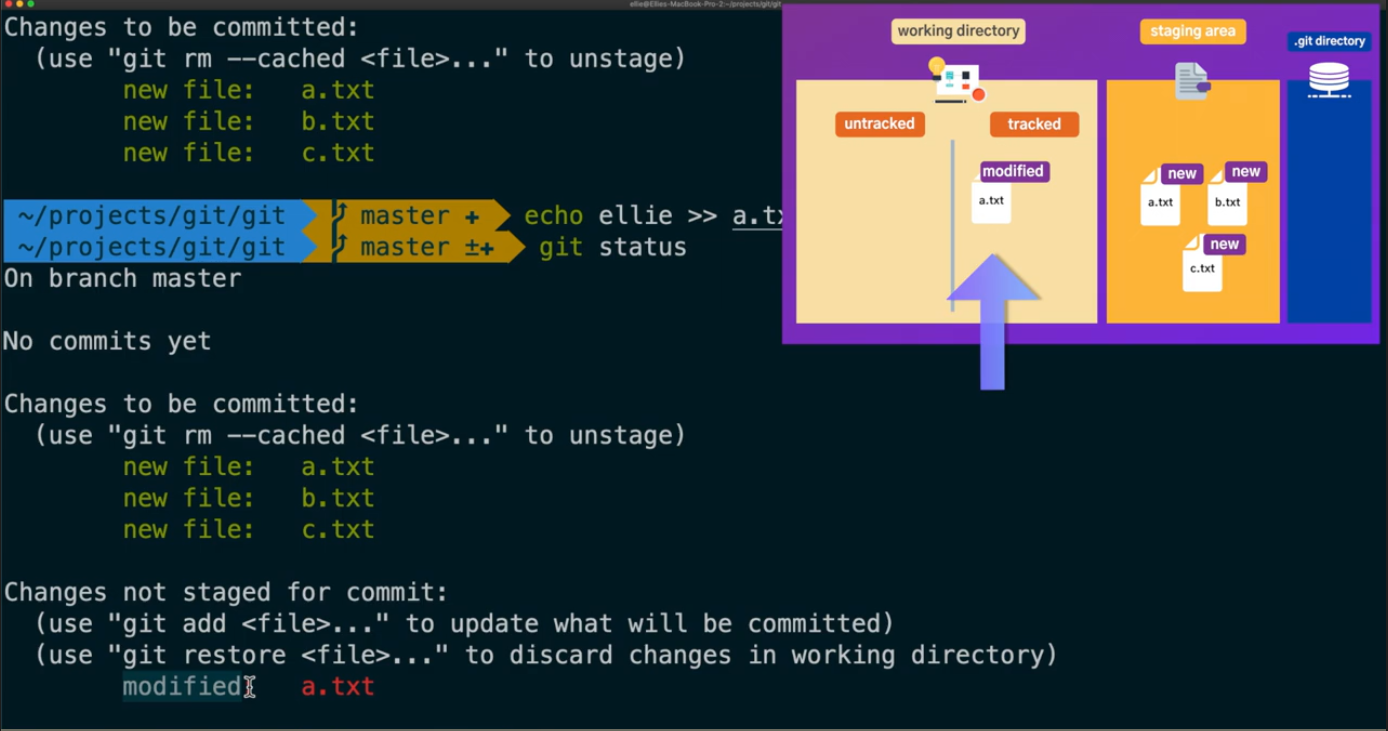 ellie@Ellies-MacBook-Pro-2:~/projects/git/git
Changes to be committed:
(use "git rm --cached <file>..." to unstage)
new file: a.txt
new file: b.txt
new file: c.txt
~/projects/git/git master + echo ellie >> a.tx
~/projects/git/git master ±+ git status
On branch master
No commits yet
Changes to be committed:
(use "git rm --cached <file>..." to unstage)
new file: a.txt
new file: b.txt
new file: c.txt
Changes not staged for commit:
(use "git add <file>..." to update what will be committed)
(use "git restore <file>..." to discard changes in working directory)
modified: a.txt
working directory
staging area
.git directory
untracked
tracked
modified
a.txt
new
new
a.txt
b.txt
new
c.txt